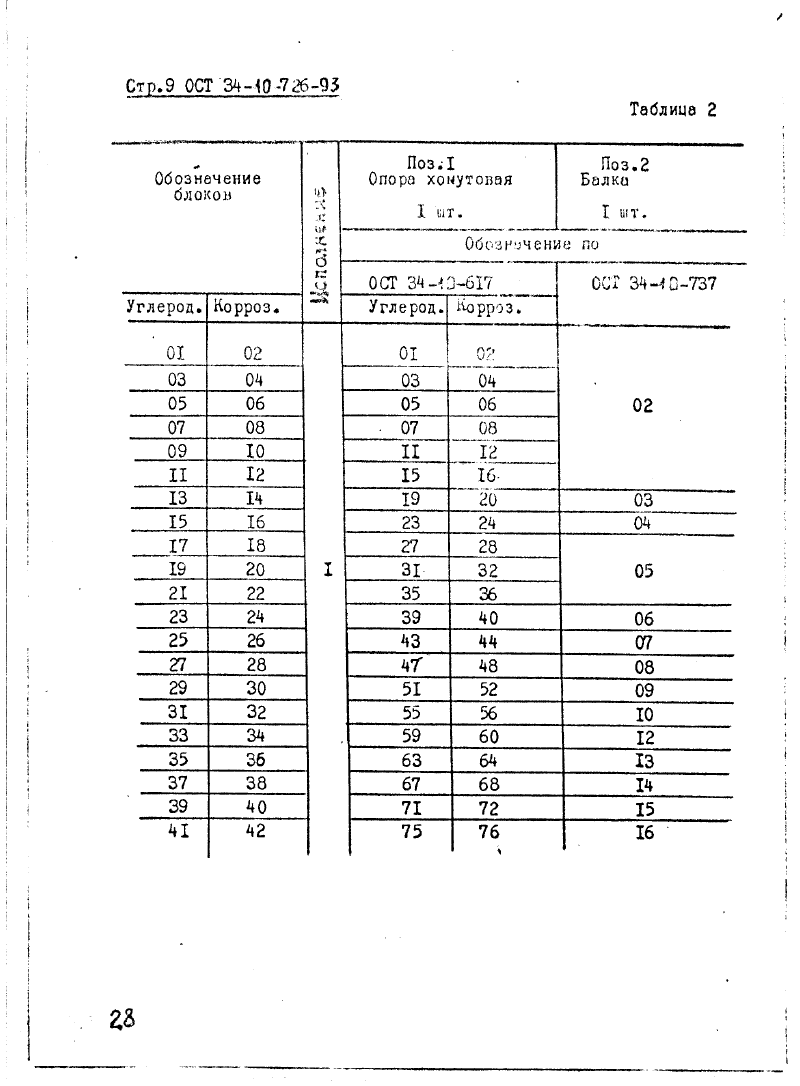 Стр.9 ОСТ 34-10-726-93
Таблица 2
Обозначение блоков
Исполнение
Поз.I Опора хомутовая I шт.
Поз.2 Балка I шт.
Обозначение по
ОСТ 34-10-617 ОСТ 34-10-737
Углерод. Корроз. Углерод. Корроз.
0I 02 0I 02
03 04 03 04
05 06 05 06 02
07 08 07 08
09 I0 II I2
II I2 I5 I6
I3 I4 I9 20 03
I5 I6 23 24 04
I7 I8 27 28
I9 20 I 3I 32 05
2I 22 35 36
23 24 39 40 06
25 26 43 44 07
27 28 47 48 08
29 30 5I 52 09
3I 32 55 56 I0
33 34 59 60 I2
35 36 63 64 I3
37 38 67 68 I4
39 40 7I 72 I5
4I 42 75 76 I6
28